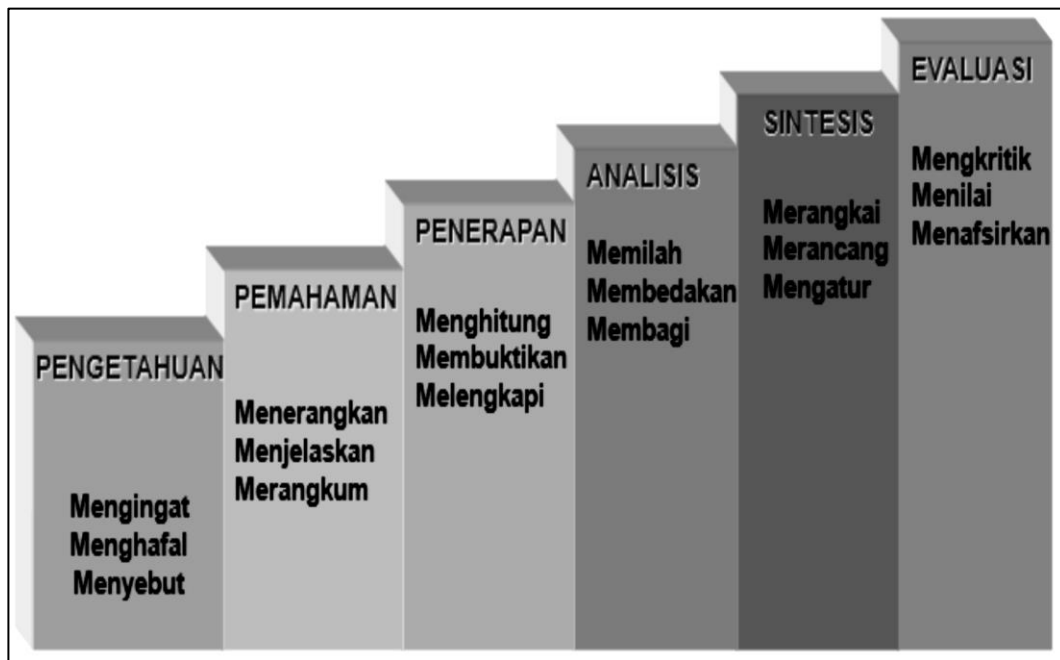 PENGETAHUAN
Mengingat
Menghafal
Menyebut
PEMAHAMAN
Menerangkan
Menjelaskan
Merangkum
PENERAPAN
Menghitung
Membuktikan
Melengkapi
ANALISIS
Memilah
Membedakan
Membagi
SINTESIS
Merangkai
Merancang
Mengatur
EVALUASI
Mengkritik
Menilai
Menafsirkan